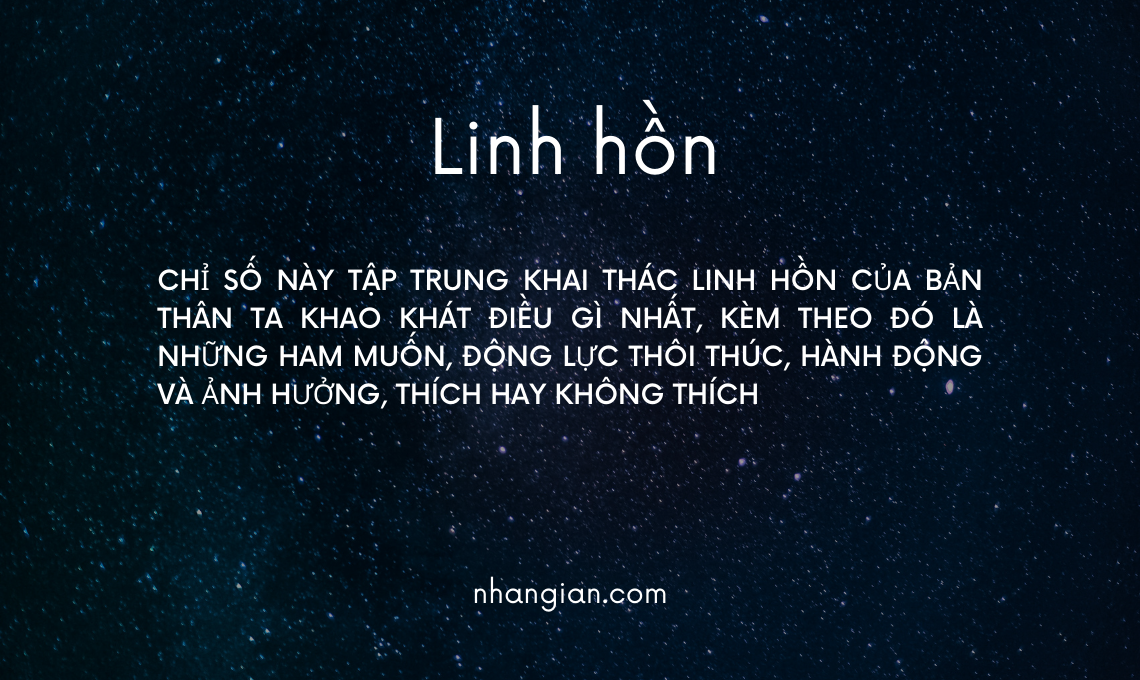 Linh hồn
CHỈ SỐ NÀY TẬP TRUNG KHAI THÁC LINH HỒN CỦA BẢN
THÂN TA KHAO KHÁT ĐIỀU GÌ NHẤT, KÈM THEO ĐÓ LÀ
NHỮNG HAM MUỐN, ĐỘNG LỰC THÔI THÚC, HÀNH ĐỘNG
VÀ ẢNH HƯỞNG, THÍCH HAY KHÔNG THÍCH
nhangian.com